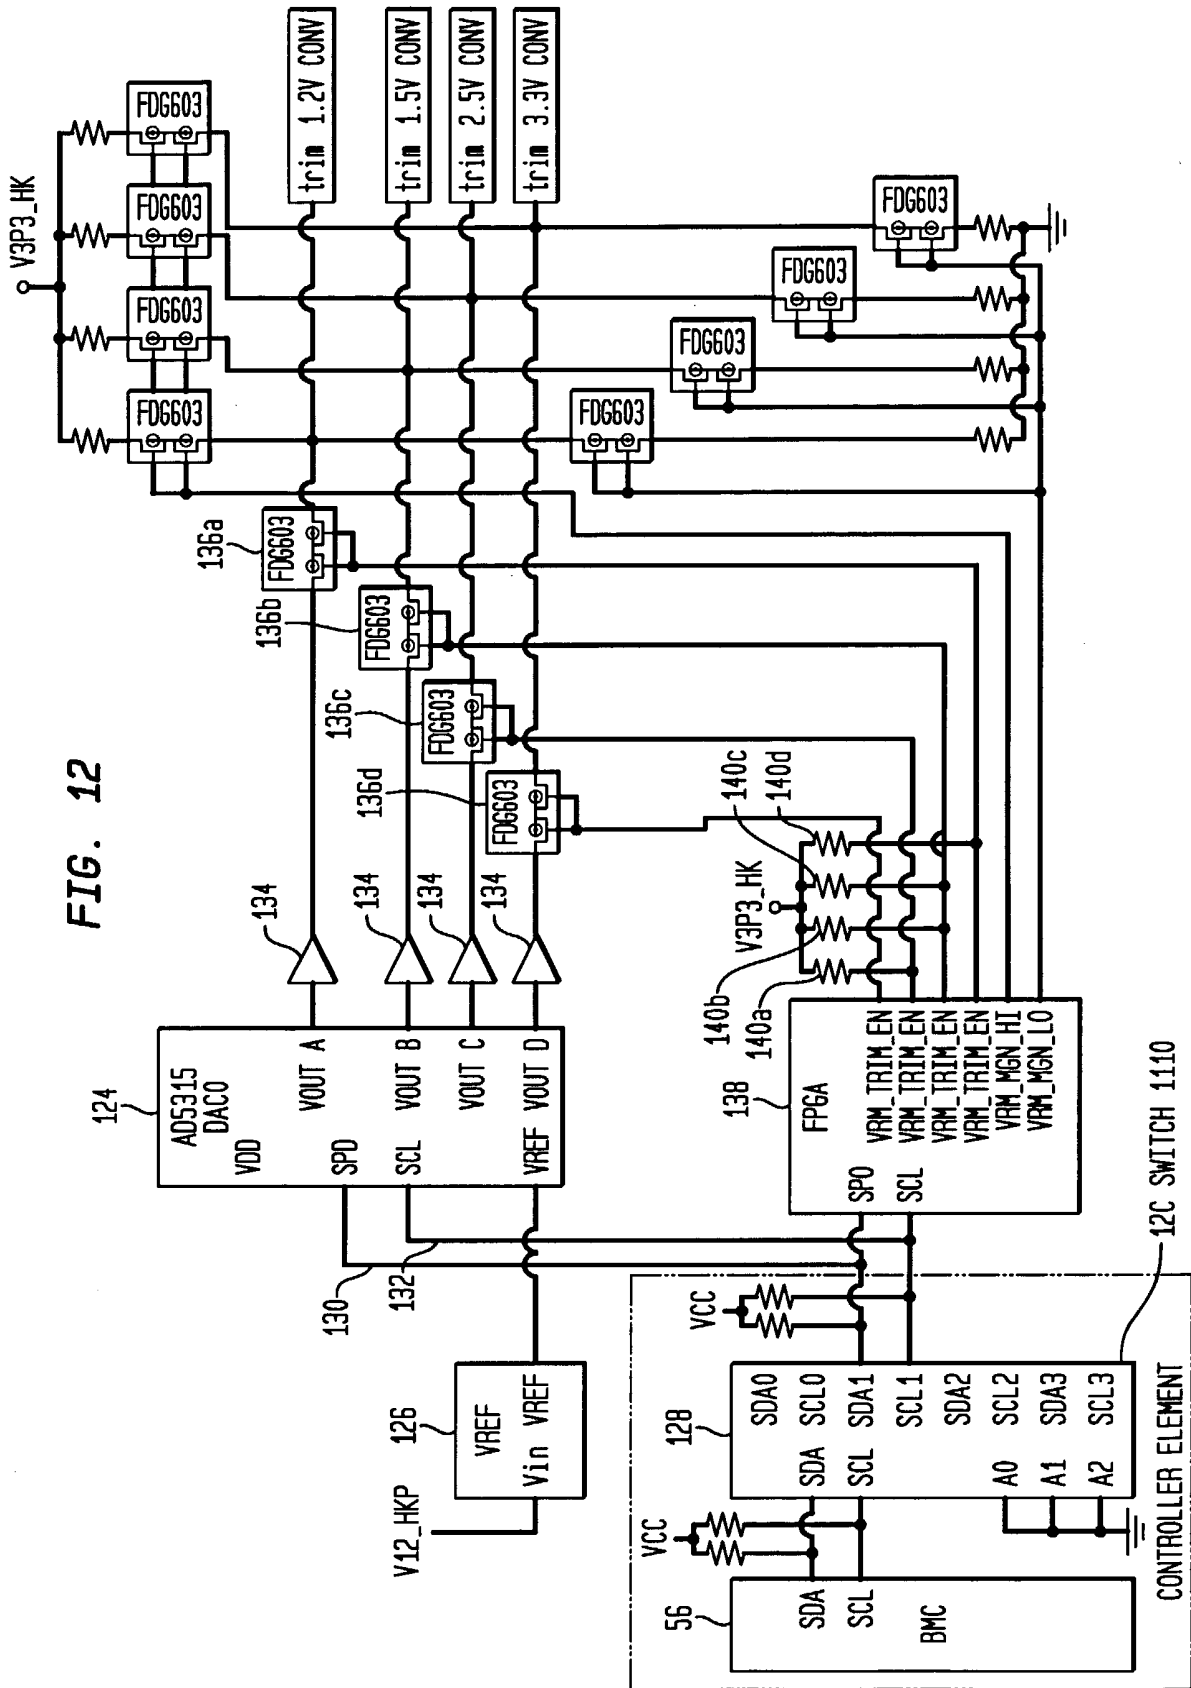 FIG. 12
V3P3_HK
FDG603
FDG603
FDG603
FDG603
trim 1.2V CONV
trim 1.5V CONV
trim 2.5V CONV
trim 3.3V CONV
136a
FDG603
136b
FDG603
136c
FDG603
136d
FDG603
134
134
134
134
124
AD5315
DACO
VDD
SPD
SCL
VREF
VOUT A
VOUT B
VOUT C
VOUT D
130
132
126
VREF
Vin VREF
V12_HKP
FDG603
FDG603
FDG603
FDG603
V3P3_HK
140a
140b
140c
140d
138
FPGA
SPO
SCL
VRM_TRIM_EN
VRM_TRIM_EN
VRM_TRIM_EN
VRM_TRIM_EN
VRM_MGN_HI
VRM_MGN_LO
VCC
128
SDA
SCL
A0
A1
A2
SDA0
SCL0
SDA1
SCL1
SDA2
SCL2
SDA3
SCL3
12C SWITCH 1110
VCC
56
SDA
SCL
BMC
CONTROLLER ELEMENT